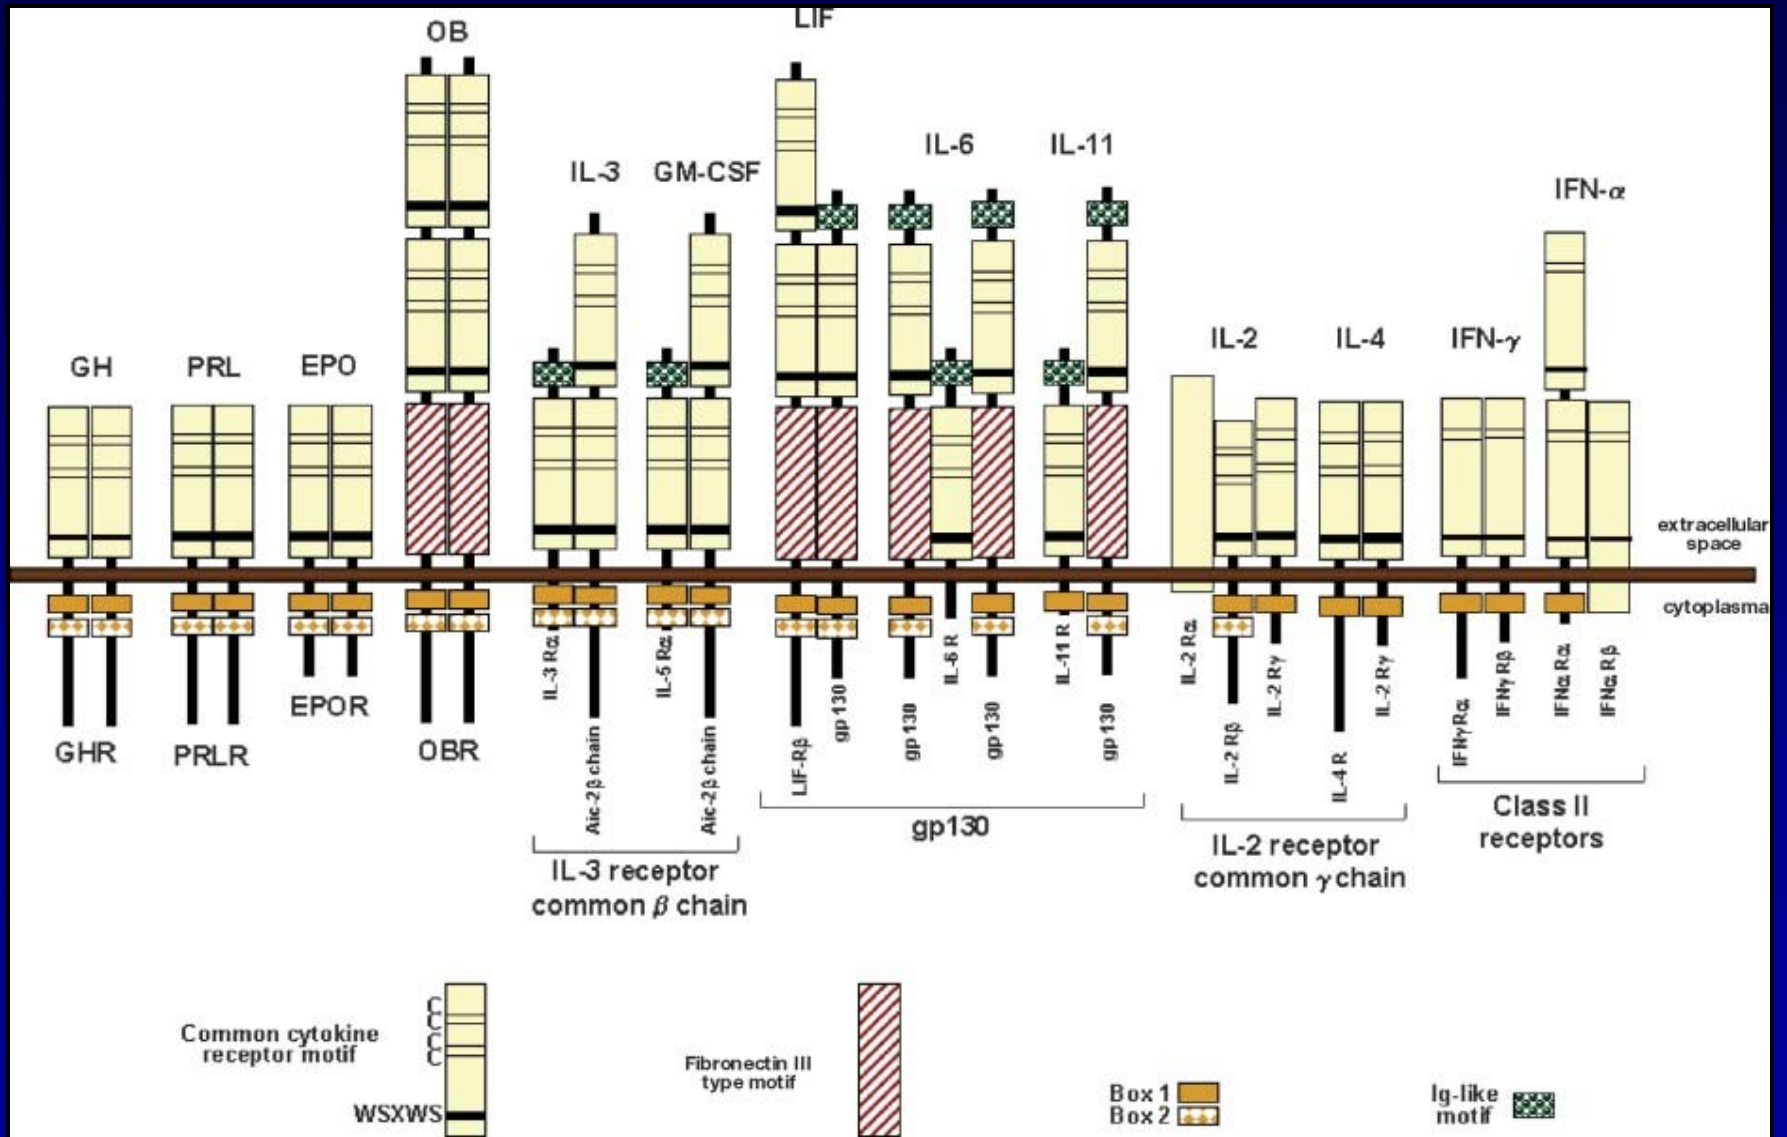 OB
LIF
IL-3
GM-CSF
IL-6
IL-11
IFN-α
GH
PRL
EPO
IL-2
IL-4
IFN-γ
extracellular
space
cytoplasma
GHR
PRLR
EPOR
OBR
IL-3 Rα
Aic-2β chain
IL-5 Rα
Aic-2β chain
LIF-Rβ
gp 130
gp 130
IL-6 R
gp 130
IL-11 R
gp 130
IL-2 Rα
IL-2 Rβ
IL-2 Rγ
IL-4 R
IL-2 Rγ
IFNγ Rα
IFNγ Rβ
IFNα Rα
IFNα Rβ
IL-3 receptor
common β chain
gp130
IL-2 receptor
common γ chain
Class II
receptors
Common cytokine
receptor motif
C
C
C
C
WSXWS
Fibronectin III
type motif
Box 1
Box 2
Ig-like
motif